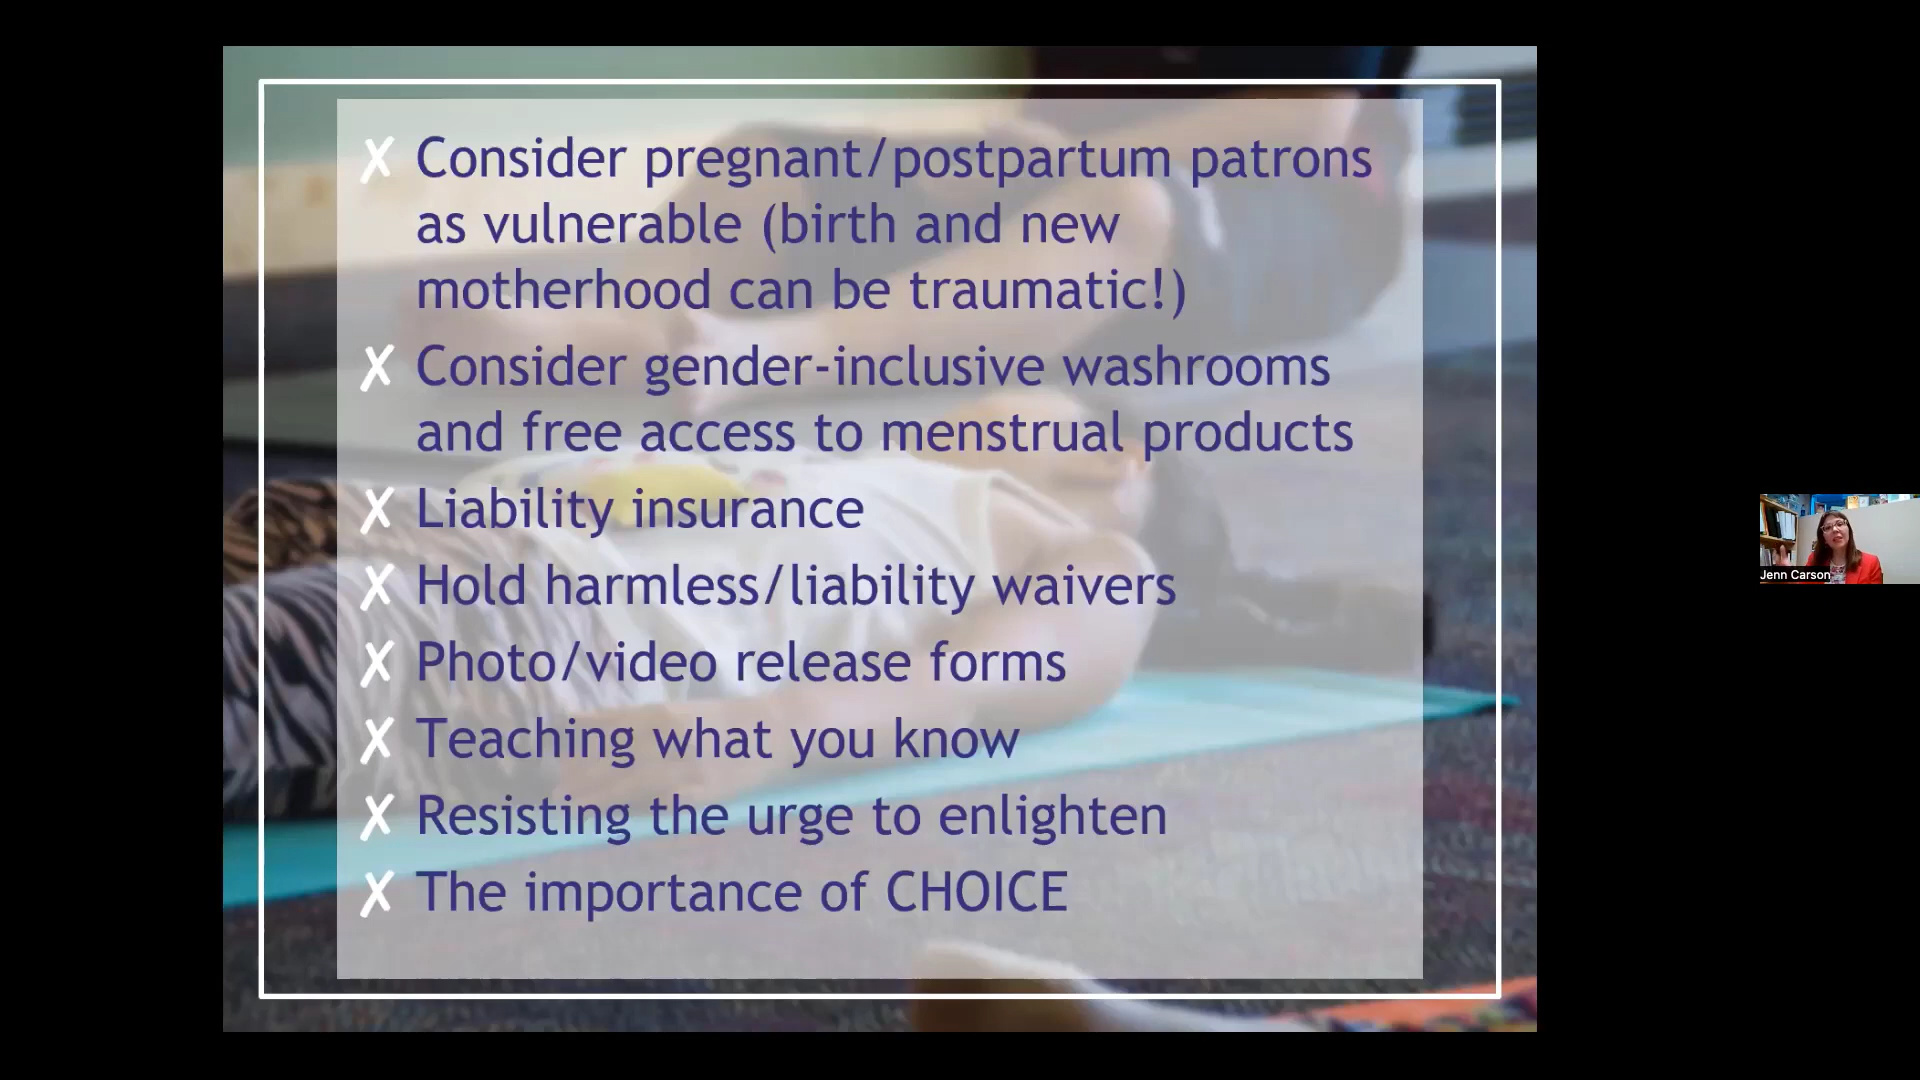 ✗ Consider pregnant/postpartum patrons
as vulnerable (birth and new
motherhood can be traumatic!)
✗ Consider gender-inclusive washrooms
and free access to menstrual products
✗ Liability insurance
✗ Hold harmless/liability waivers
✗ Photo/video release forms
✗ Teaching what you know
✗ Resisting the urge to enlighten
✗ The importance of CHOICE
Jenn Carson